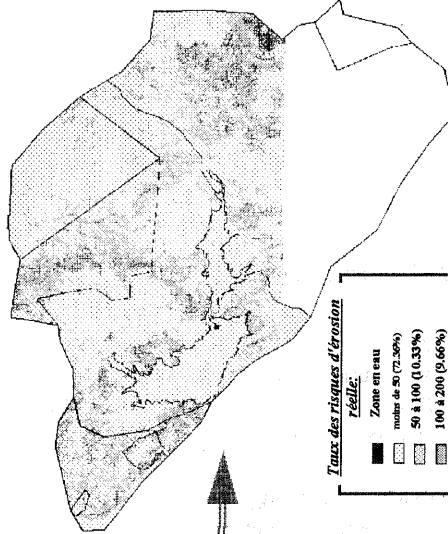 Taux des risques d'érosion
réelle:
Zone en eau
moins de 50 (72.36%)
50 à 100 (10.33%)
100 à 200 (9.66%)